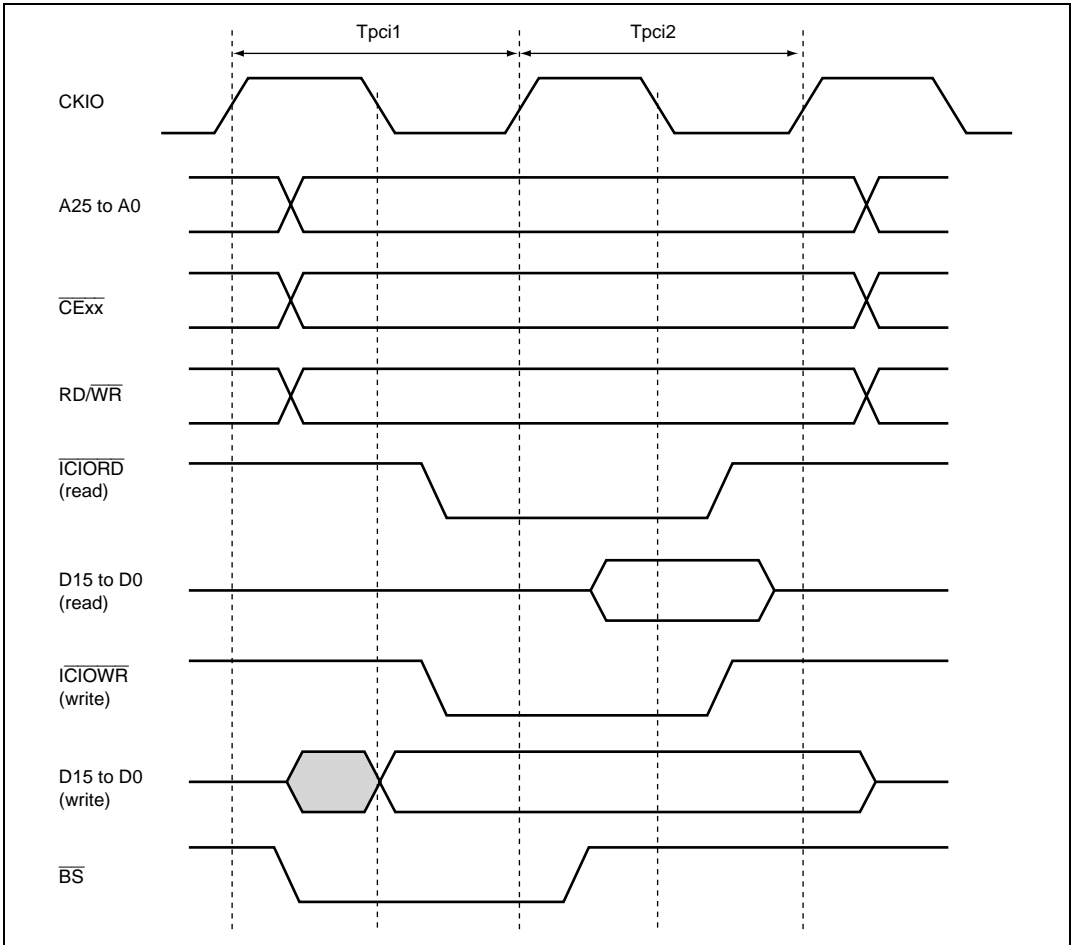 Tpci1 Tpci2
CKIO
A25 to A0
CExx
RD/WR
ICIORD
(read)
D15 to D0
(read)
ICIOWR
(write)
D15 to D0
(write)
BS